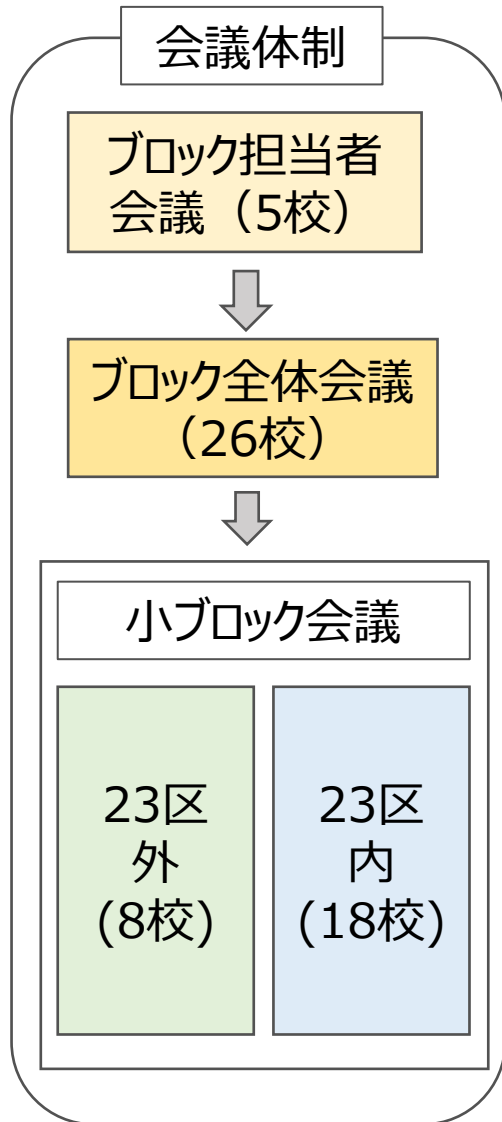 会議体制
ブロック担当者
会議（5校）
ブロック全体会議
（26校）
小ブロック会議
23区
外
(8校)
23区
内
(18校)